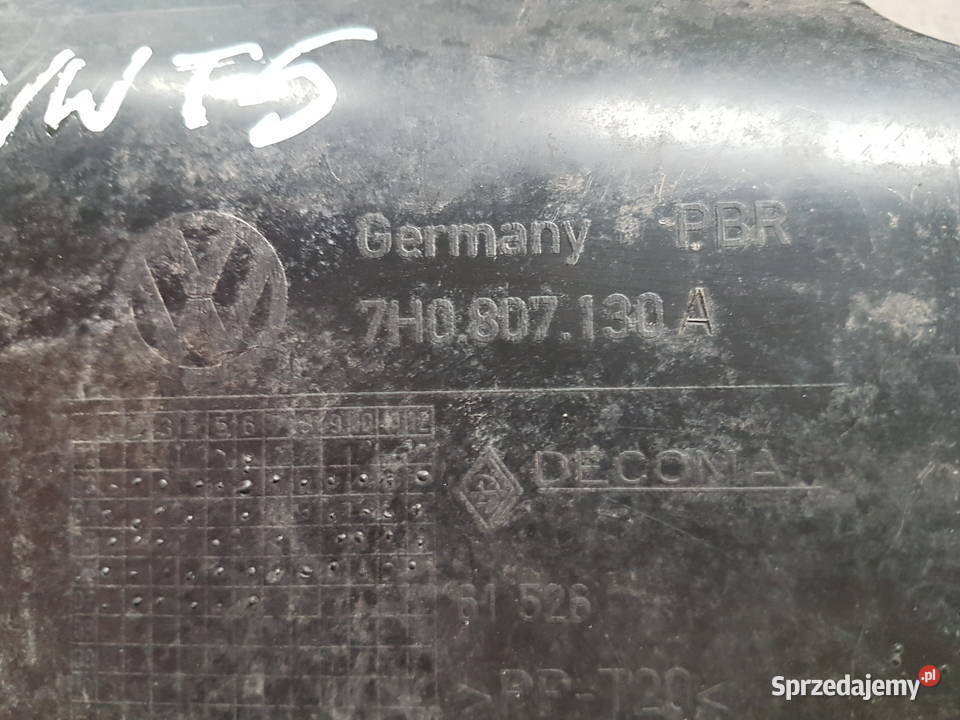 VW T5
Germany PBR
7H0.807.130 A
DECOMA
61 526
>PP-T20<
Sprzedajemy.pl